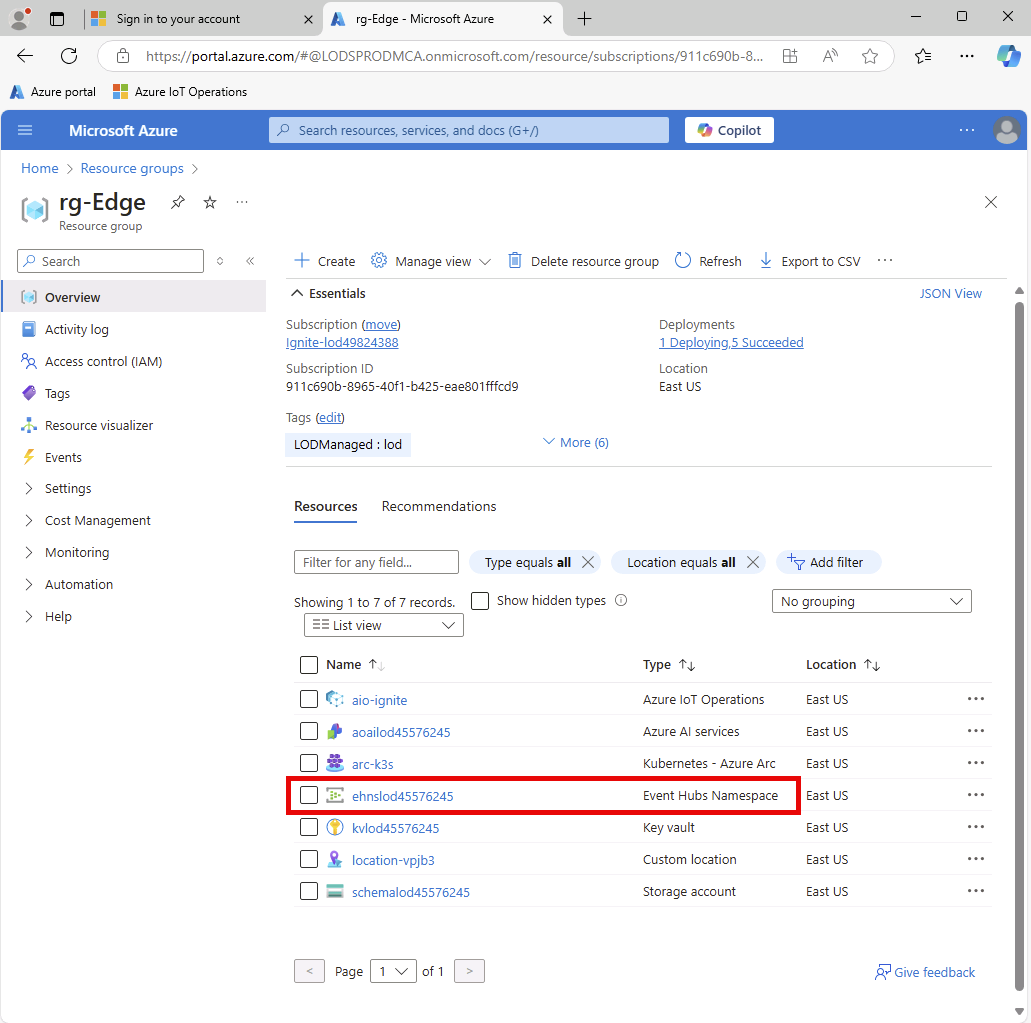 Sign in to your account
rg-Edge - Microsoft Azure
https://portal.azure.com/#@LODSPRODMCA.onmicrosoft.com/resource/subscriptions/911c690b-8...
Azure portal
Azure IoT Operations
Microsoft Azure
Search resources, services, and docs (G+/)
Copilot
Home > Resource groups >
rg-Edge
Resource group
Search
Overview
Activity log
Access control (IAM)
Tags
Resource visualizer
Events
Settings
Cost Management
Monitoring
Automation
Help
Create
Manage view
Delete resource group
Refresh
Export to CSV
Essentials
JSON View
Subscription (move)
Ignite-lod49824388
Subscription ID
911c690b-8965-40f1-b425-eae801fffcd9
Deployments
1 Deploying,5 Succeeded
Location
East US
Tags (edit)
LODManaged : lod
More (6)
Resources
Recommendations
Filter for any field...
Type equals all
Location equals all
Add filter
Showing 1 to 7 of 7 records.
Show hidden types
No grouping
List view
Name Type Location
aio-ignite Azure IoT Operations East US
aoailod45576245 Azure AI services East US
arc-k3s Kubernetes - Azure Arc East US
ehnslod45576245 Event Hubs Namespace East US
kvlod45576245 Key vault East US
location-vpjb3 Custom location East US
schemalod45576245 Storage account East US
< Page 1 of 1 >
Give feedback